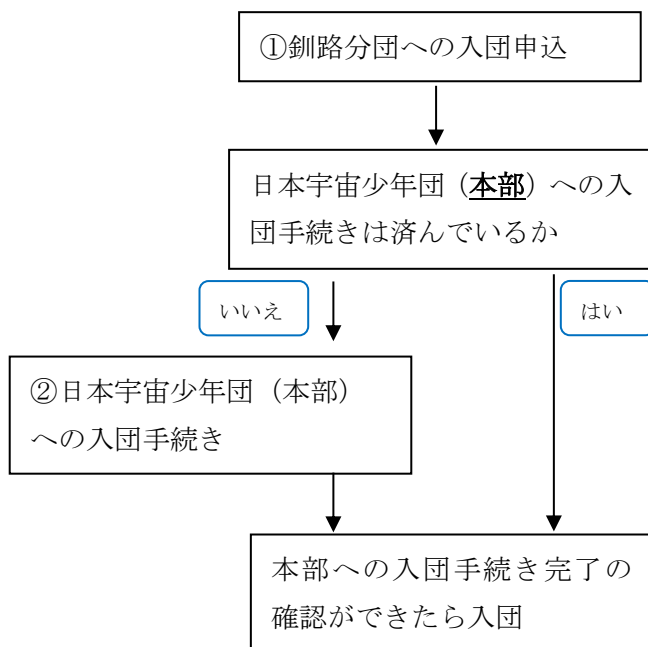 ①釧路分団への入団申込
日本宇宙少年団（本部）への入
団手続きは済んでいるか
いいえ
はい
②日本宇宙少年団（本部）
への入団手続き
本部への入団手続き完了の
確認ができたら入団